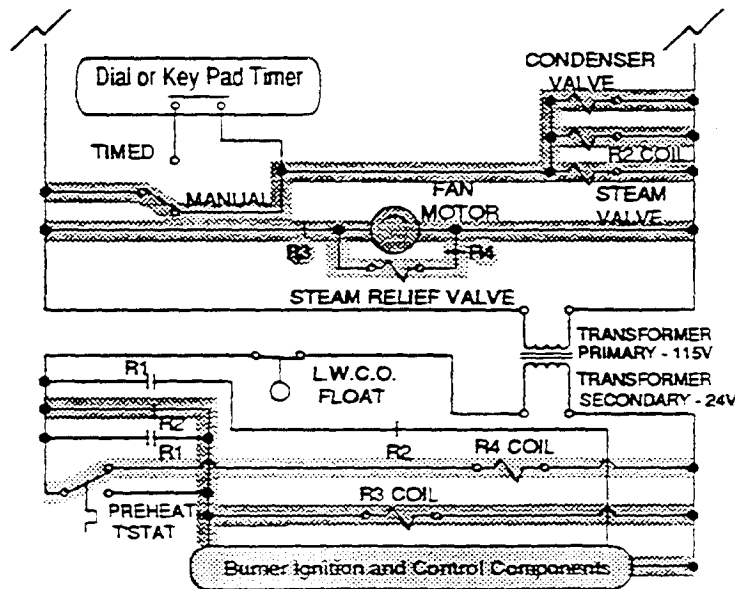 CONDENSER
VALVE
Dial or Key Pad Timer
TIMED
R2 COIL
MANUAL
FAN
MOTOR
STEAM
VALVE
R3
R4
STEAM RELIEF VALVE
TRANSFORMER
PRIMARY - 115V
TRANSFORMER
SECONDARY - 24V
R1
L.W.C.O.
FLOAT
R2
R1
R2
R4 COIL
R3 COIL
PREHEAT
T'STAT
Burner Ignition and Control Components